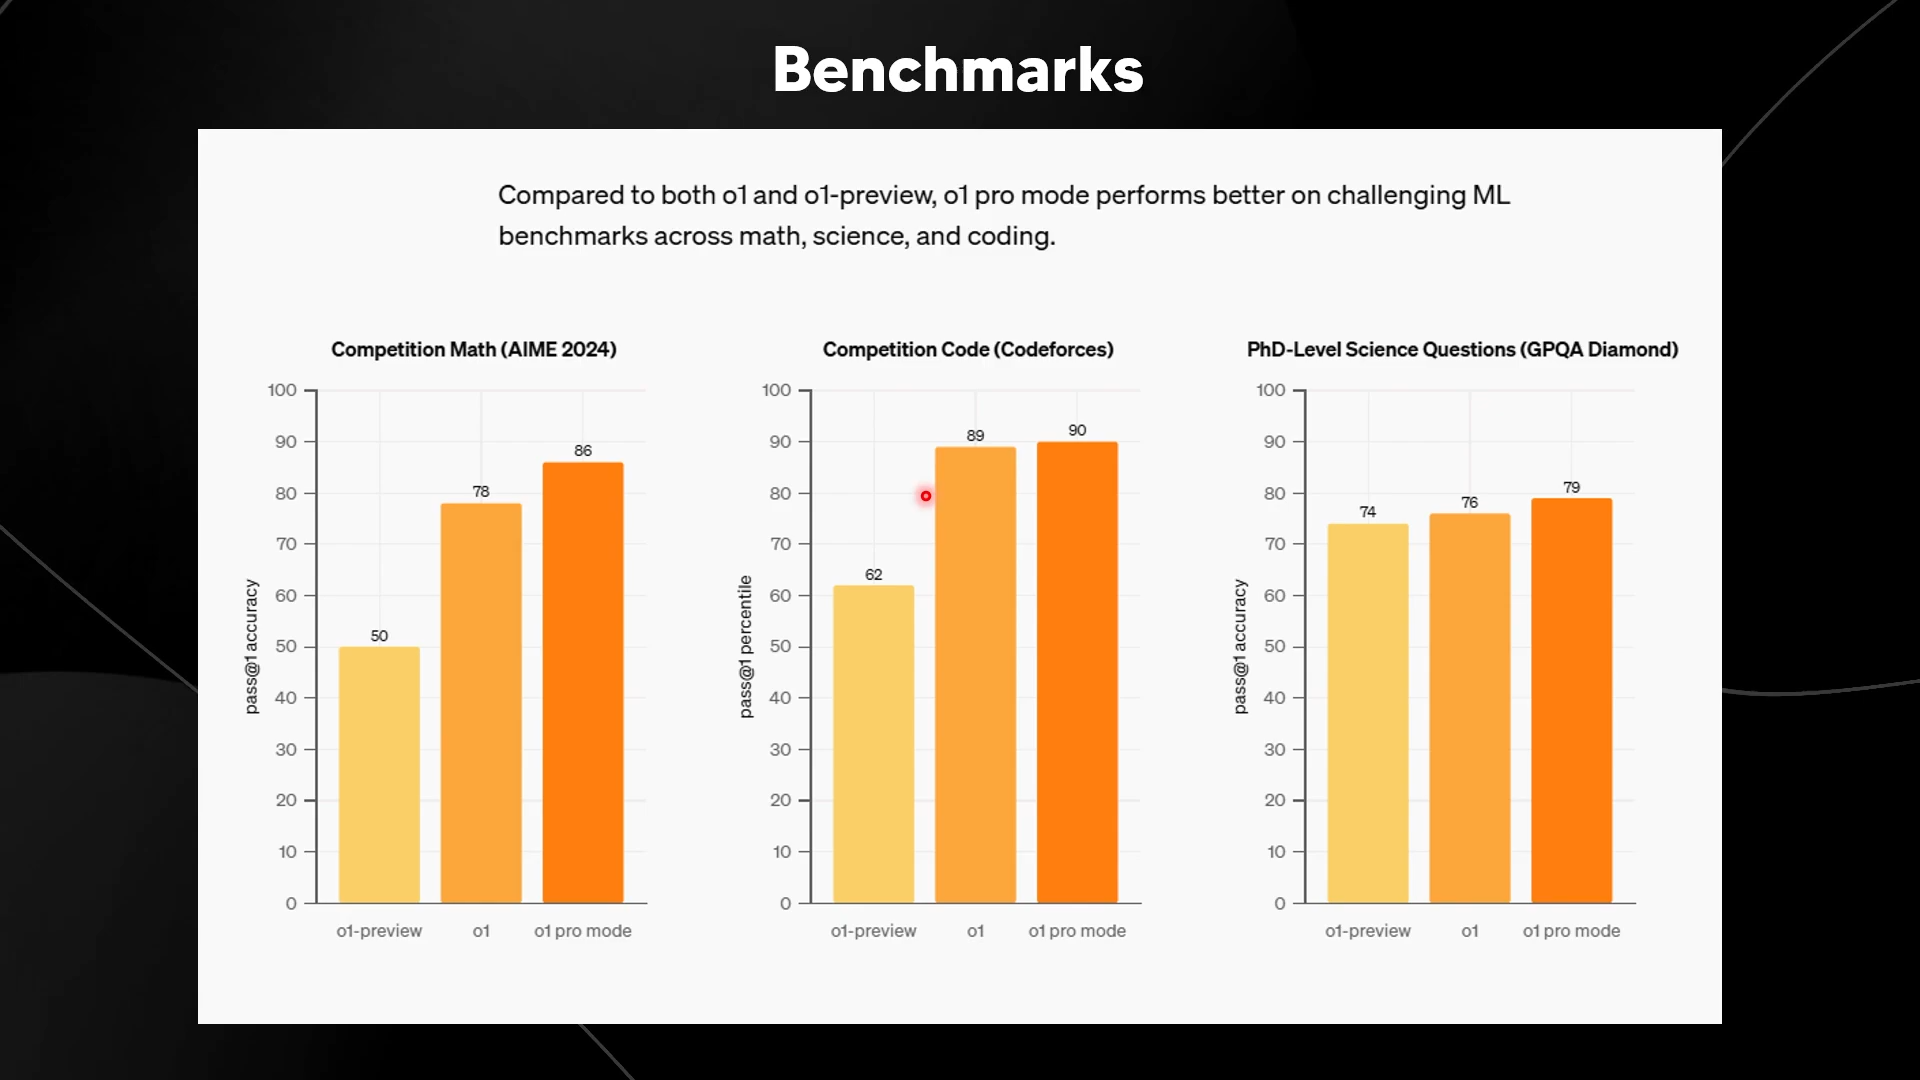 Benchmarks
Compared to both o1 and o1-preview, o1 pro mode performs better on challenging ML
benchmarks across math, science, and coding.
Competition Math (AIME 2024)
100
90
80
70
60
50
40
30
20
10
0
pass@1 accuracy
50
78
86
o1-preview
o1
o1 pro mode
Competition Code (Codeforces)
100
90
80
70
60
50
40
30
20
10
0
pass@1 percentile
62
89
90
o1-preview
o1
o1 pro mode
PhD-Level Science Questions (GPQA Diamond)
100
90
80
70
60
50
40
30
20
10
0
pass@1 accuracy
74
76
79
o1-preview
o1
o1 pro mode